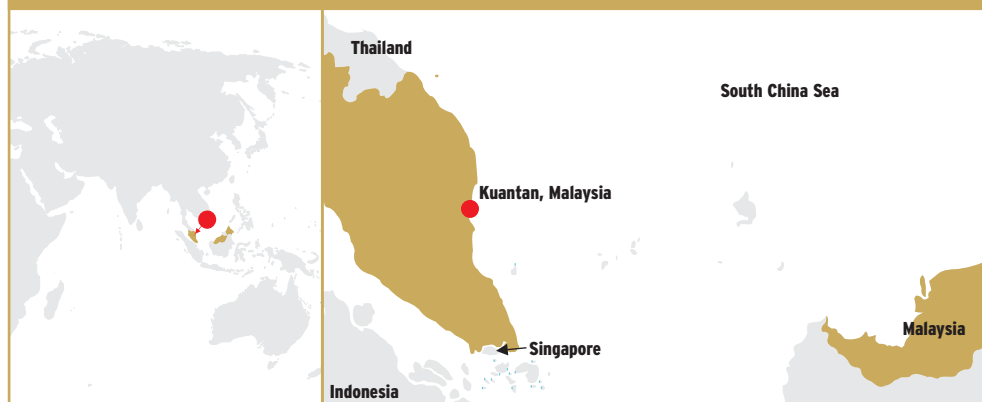 Thailand
South China Sea
Kuantan, Malaysia
Malaysia
Singapore
Indonesia